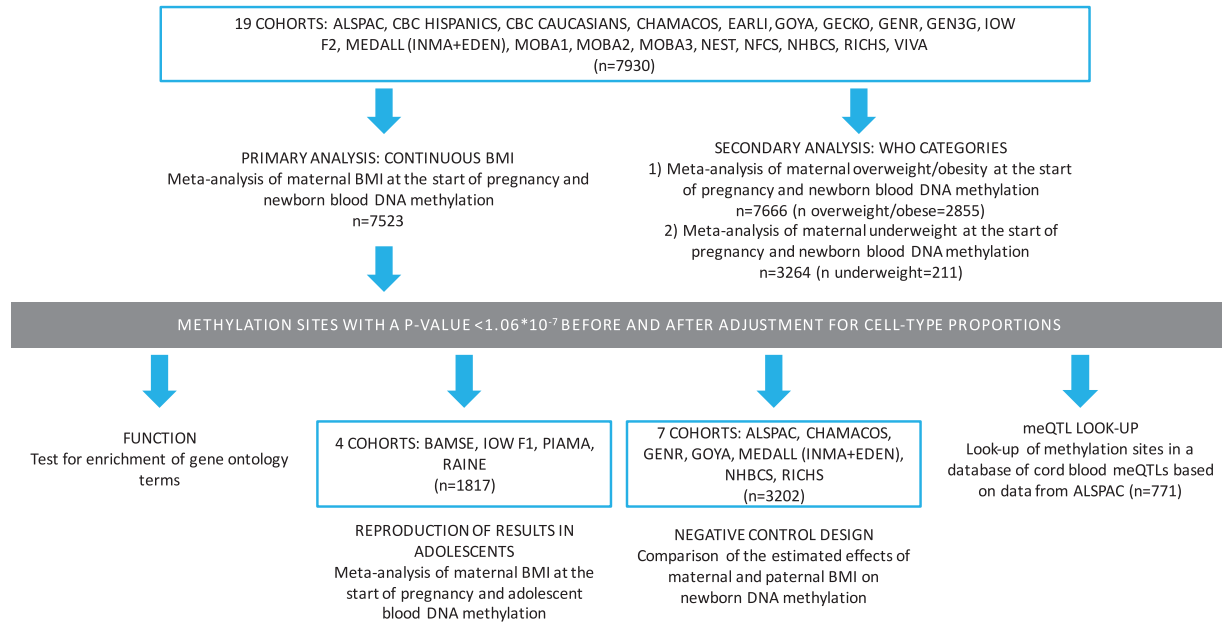 19 COHORTS: ALSPAC, CBC HISPANICS, CBC CAUCASIANS, CHAMACOS, EARLI, GOYA, GECKO, GENR, GEN3G, IOW
F2, MEDALL (INMA+EDEN), MOBA1, MOBA2, MOBA3, NEST, NFCS, NHBCS, RICHS, VIVA
(n=7930)
PRIMARY ANALYSIS: CONTINUOUS BMI
Meta-analysis of maternal BMI at the start of pregnancy and
newborn blood DNA methylation
n=7523
SECONDARY ANALYSIS: WHO CATEGORIES
1) Meta-analysis of maternal overweight/obesity at the start
of pregnancy and newborn blood DNA methylation
n=7666 (n overweight/obese=2855)
2) Meta-analysis of maternal underweight at the start of
pregnancy and newborn blood DNA methylation
n=3264 (n underweight=211)
METHYLATION SITES WITH A P-VALUE <1.06*10⁻⁷ BEFORE AND AFTER ADJUSTMENT FOR CELL-TYPE PROPORTIONS
FUNCTION
Test for enrichment of gene ontology
terms
4 COHORTS: BAMSE, IOW F1, PIAMA,
RAINE
(n=1817)
REPRODUCTION OF RESULTS IN
ADOLESCENTS
Meta-analysis of maternal BMI at the
start of pregnancy and adolescent
blood DNA methylation
7 COHORTS: ALSPAC, CHAMACOS,
GENR, GOYA, MEDALL (INMA+EDEN),
NHBCS, RICHS
(n=3202)
NEGATIVE CONTROL DESIGN
Comparison of the estimated effects of
maternal and paternal BMI on
newborn DNA methylation
meQTL LOOK-UP
Look-up of methylation sites in a
database of cord blood meQTLs based
on data from ALSPAC (n=771)